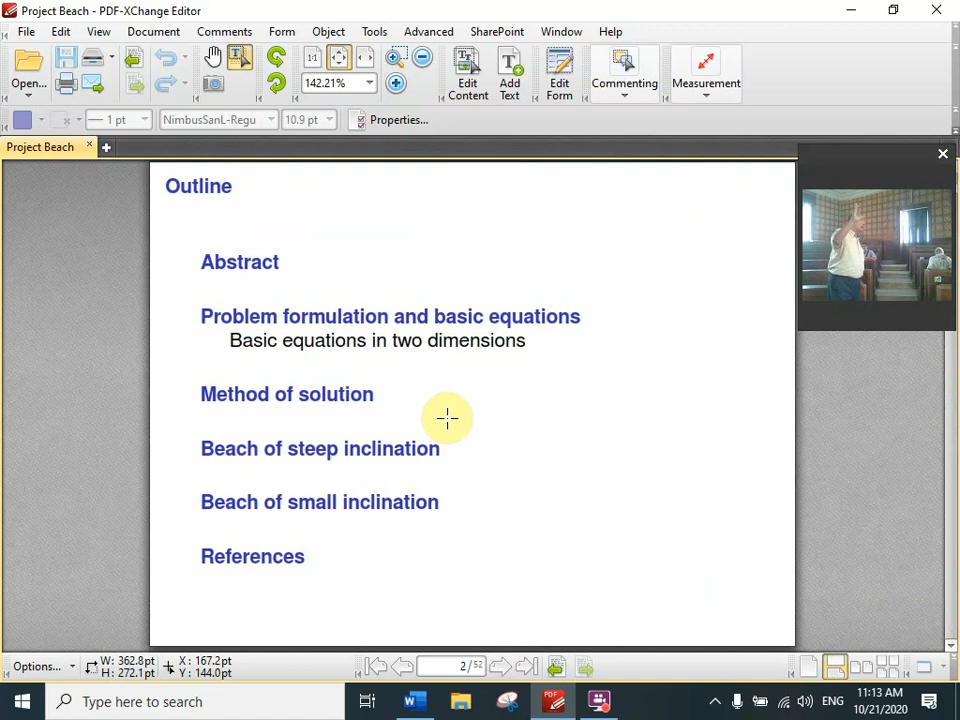 Project Beach - PDF-XChange Editor
File Edit View Document Comments Form Object Tools Advanced SharePoint Window Help
Open...
142.21%
Edit Content
Add Text
Edit Form
Commenting
Measurement
1 pt
NimbusSanL-Regu
10.9 pt
Properties...
Project Beach
Outline
Abstract
Problem formulation and basic equations
Basic equations in two dimensions
Method of solution
Beach of steep inclination
Beach of small inclination
References
Options...
W: 362.8pt
H: 272.1pt
X: 167.2pt
Y: 144.0pt
2 / 52
Type here to search
ENG
11:13 AM
10/21/2020